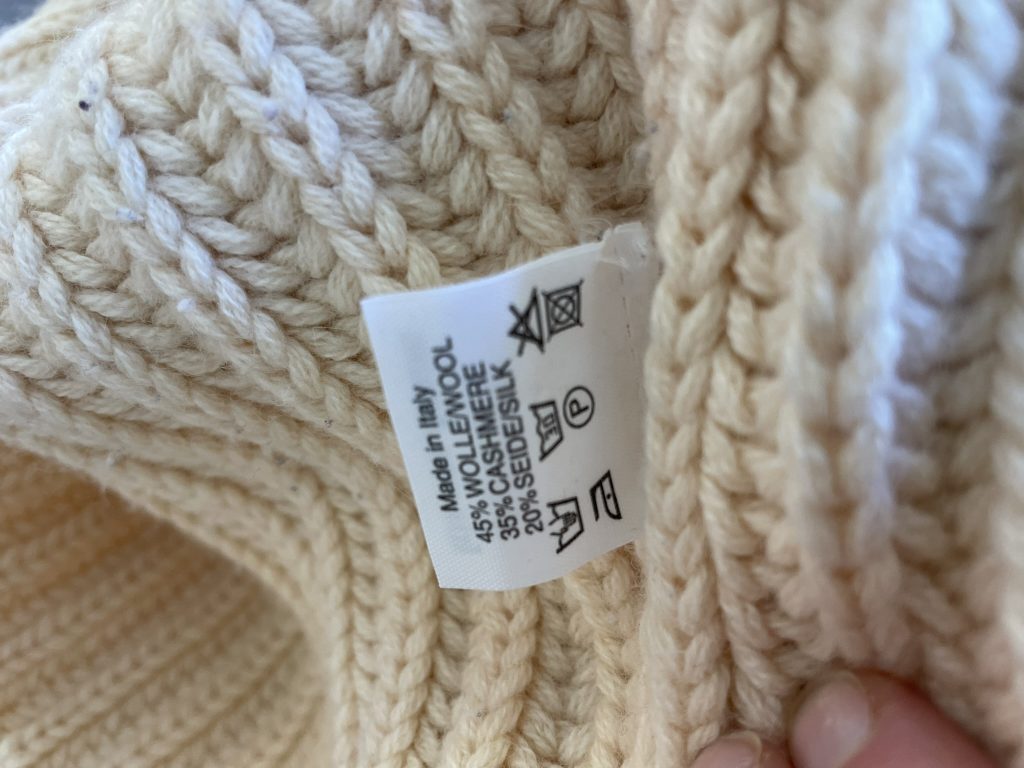 Made in Italy
45% WOLLE/WOOL
35% CASHMERE
20% SEIDE/SILK
P